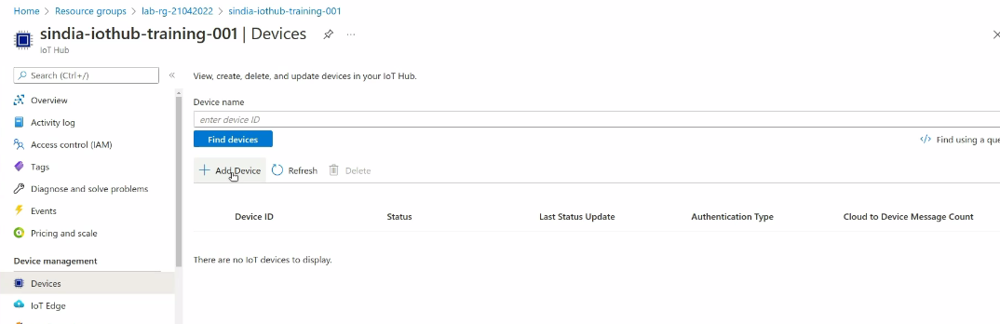 Home > Resource groups > lab-rg-21042022 > sindia-iothub-training-001
sindia-iothub-training-001 | Devices
IoT Hub
Search (Ctrl+/)
View, create, delete, and update devices in your IoT Hub.
Overview
Device name
Activity log
enter device ID
Access control (IAM)
Find devices
</> Find using a que
Tags
Add Device
Refresh
Delete
Diagnose and solve problems
Events
Device ID
Status
Last Status Update
Authentication Type
Cloud to Device Message Count
Pricing and scale
Device management
There are no IoT devices to display.
Devices
IoT Edge